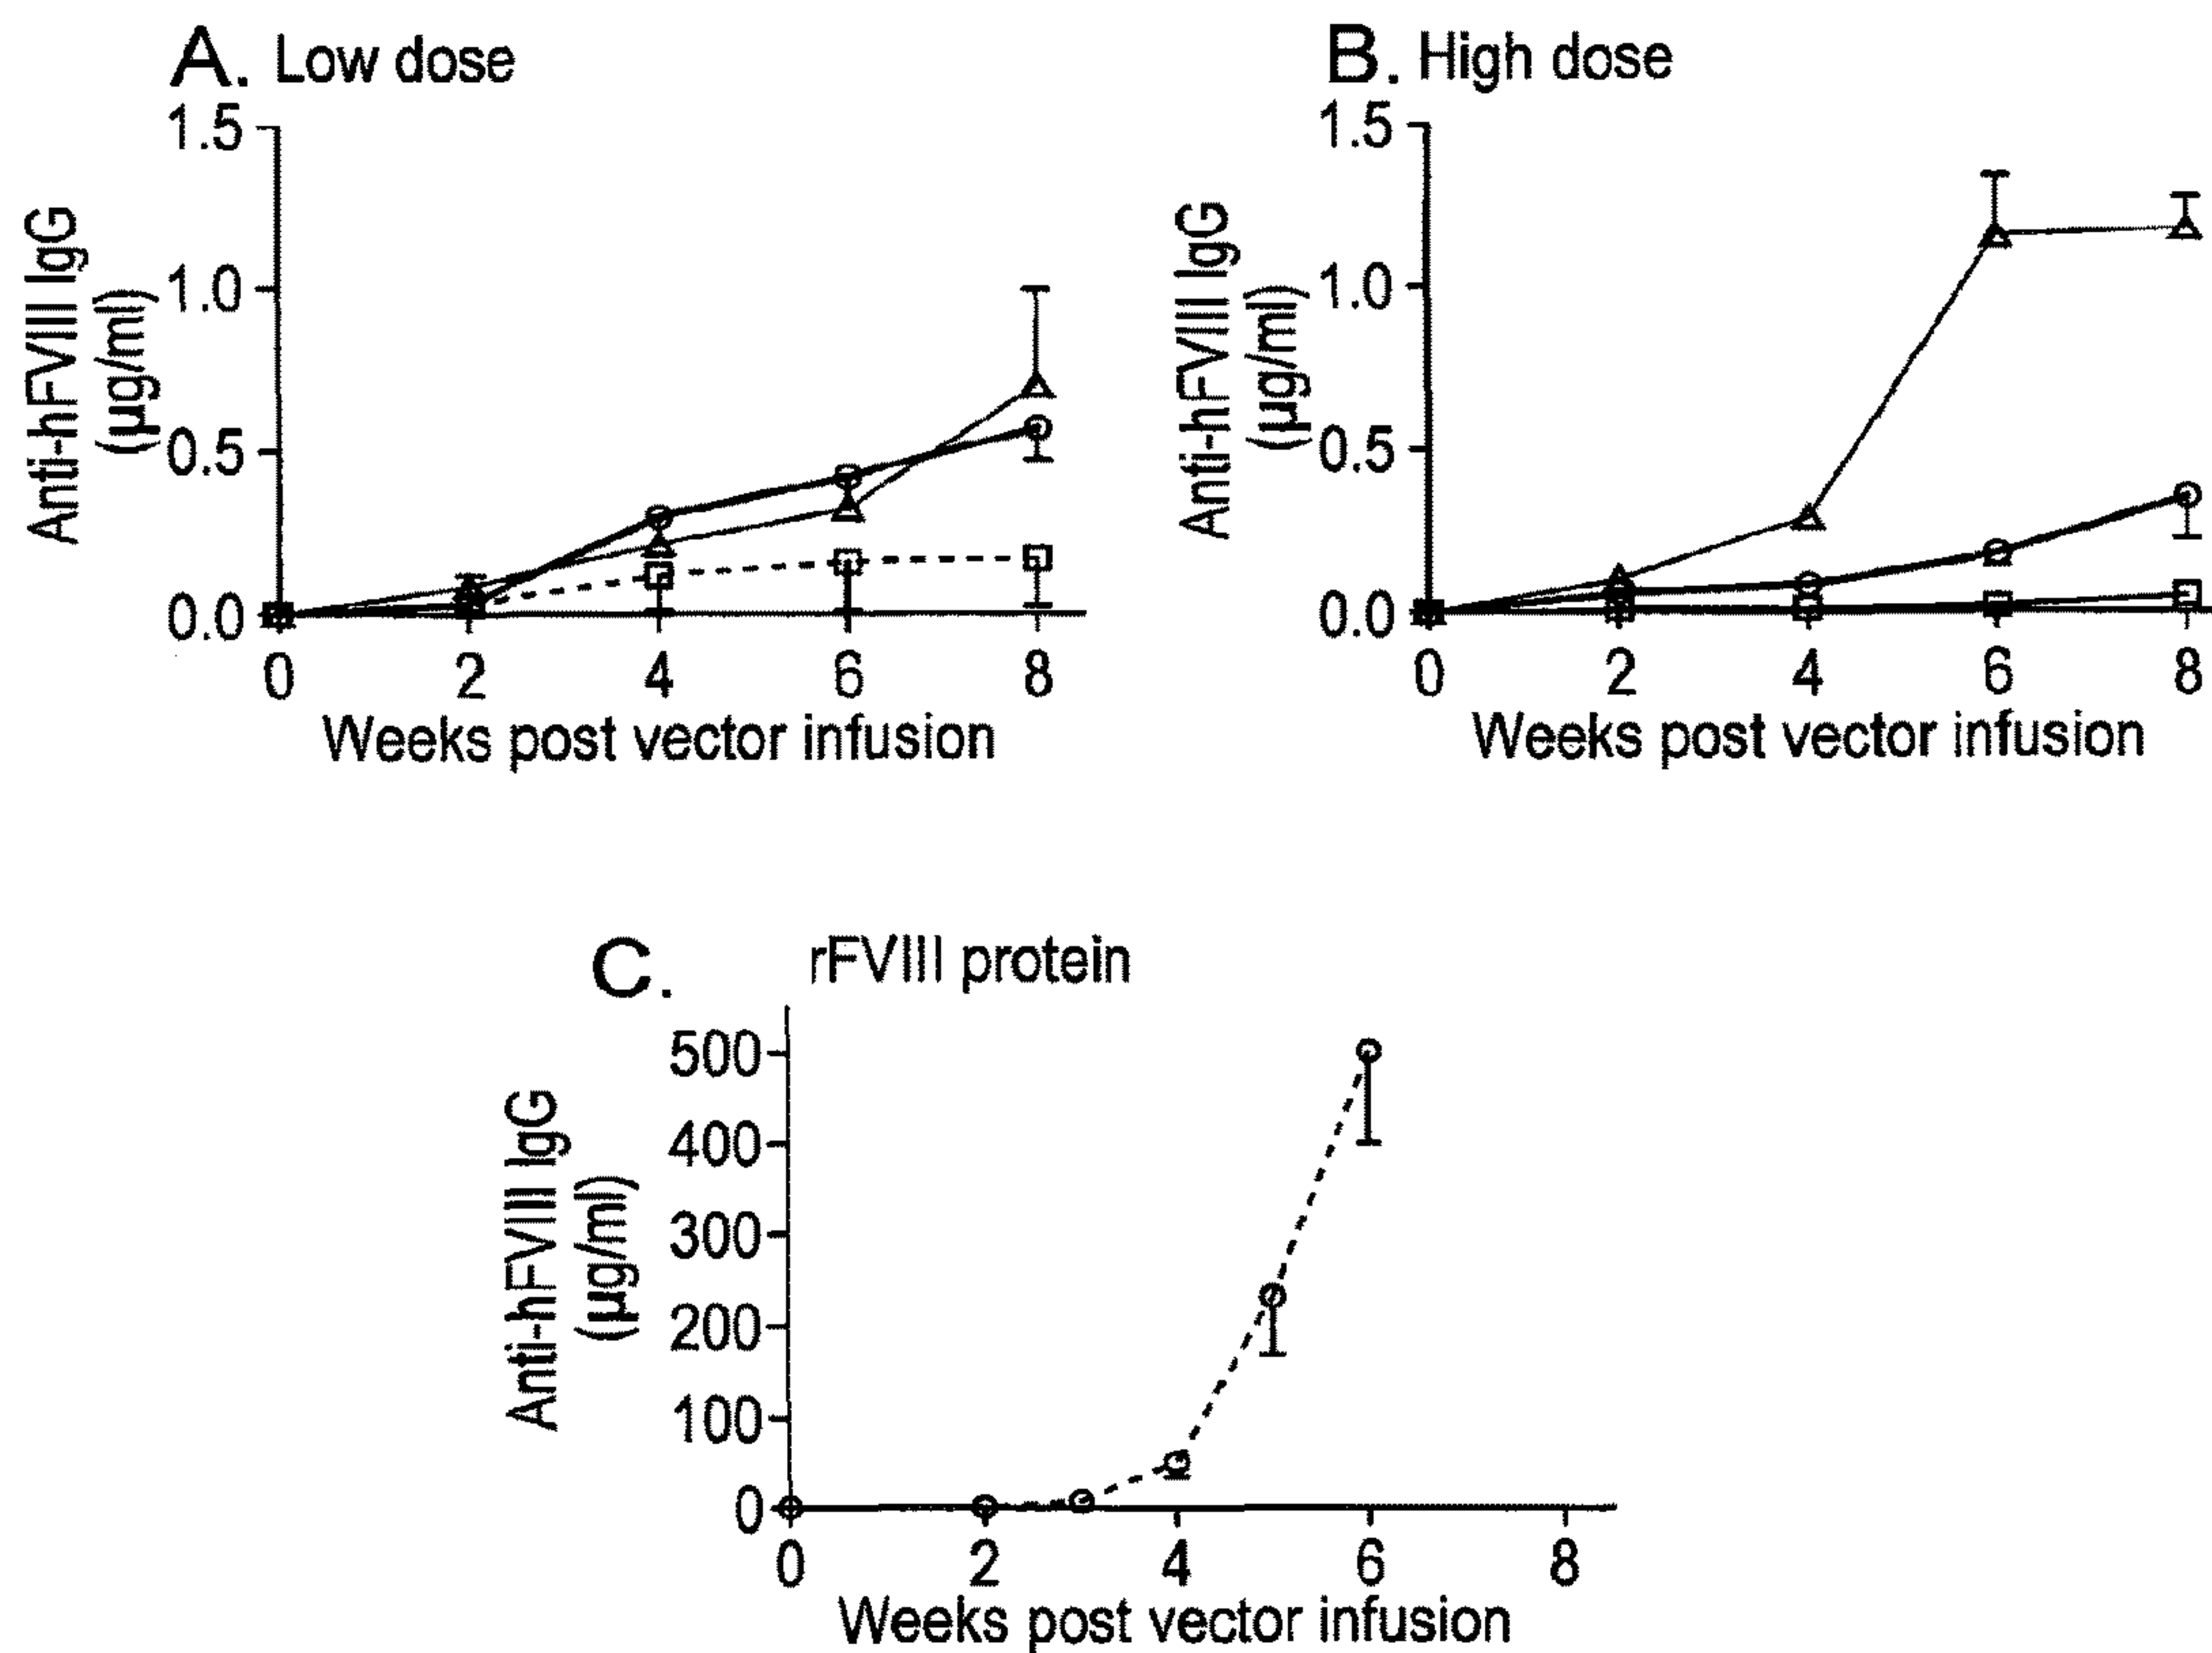 A. Low dose
1.5
1.0
0.5
0.0
Anti-hFVIII IgG
(µg/ml)
0 2 4 6 8
Weeks post vector infusion
B. High dose
1.5
1.0
0.5
0.0
Anti-hFVIII IgG
(µg/ml)
0 2 4 6 8
Weeks post vector infusion
C. rFVIII protein
500
400
300
200
100
0
Anti-hFVIII IgG
(µg/ml)
0 2 4 6 8
Weeks post vector infusion